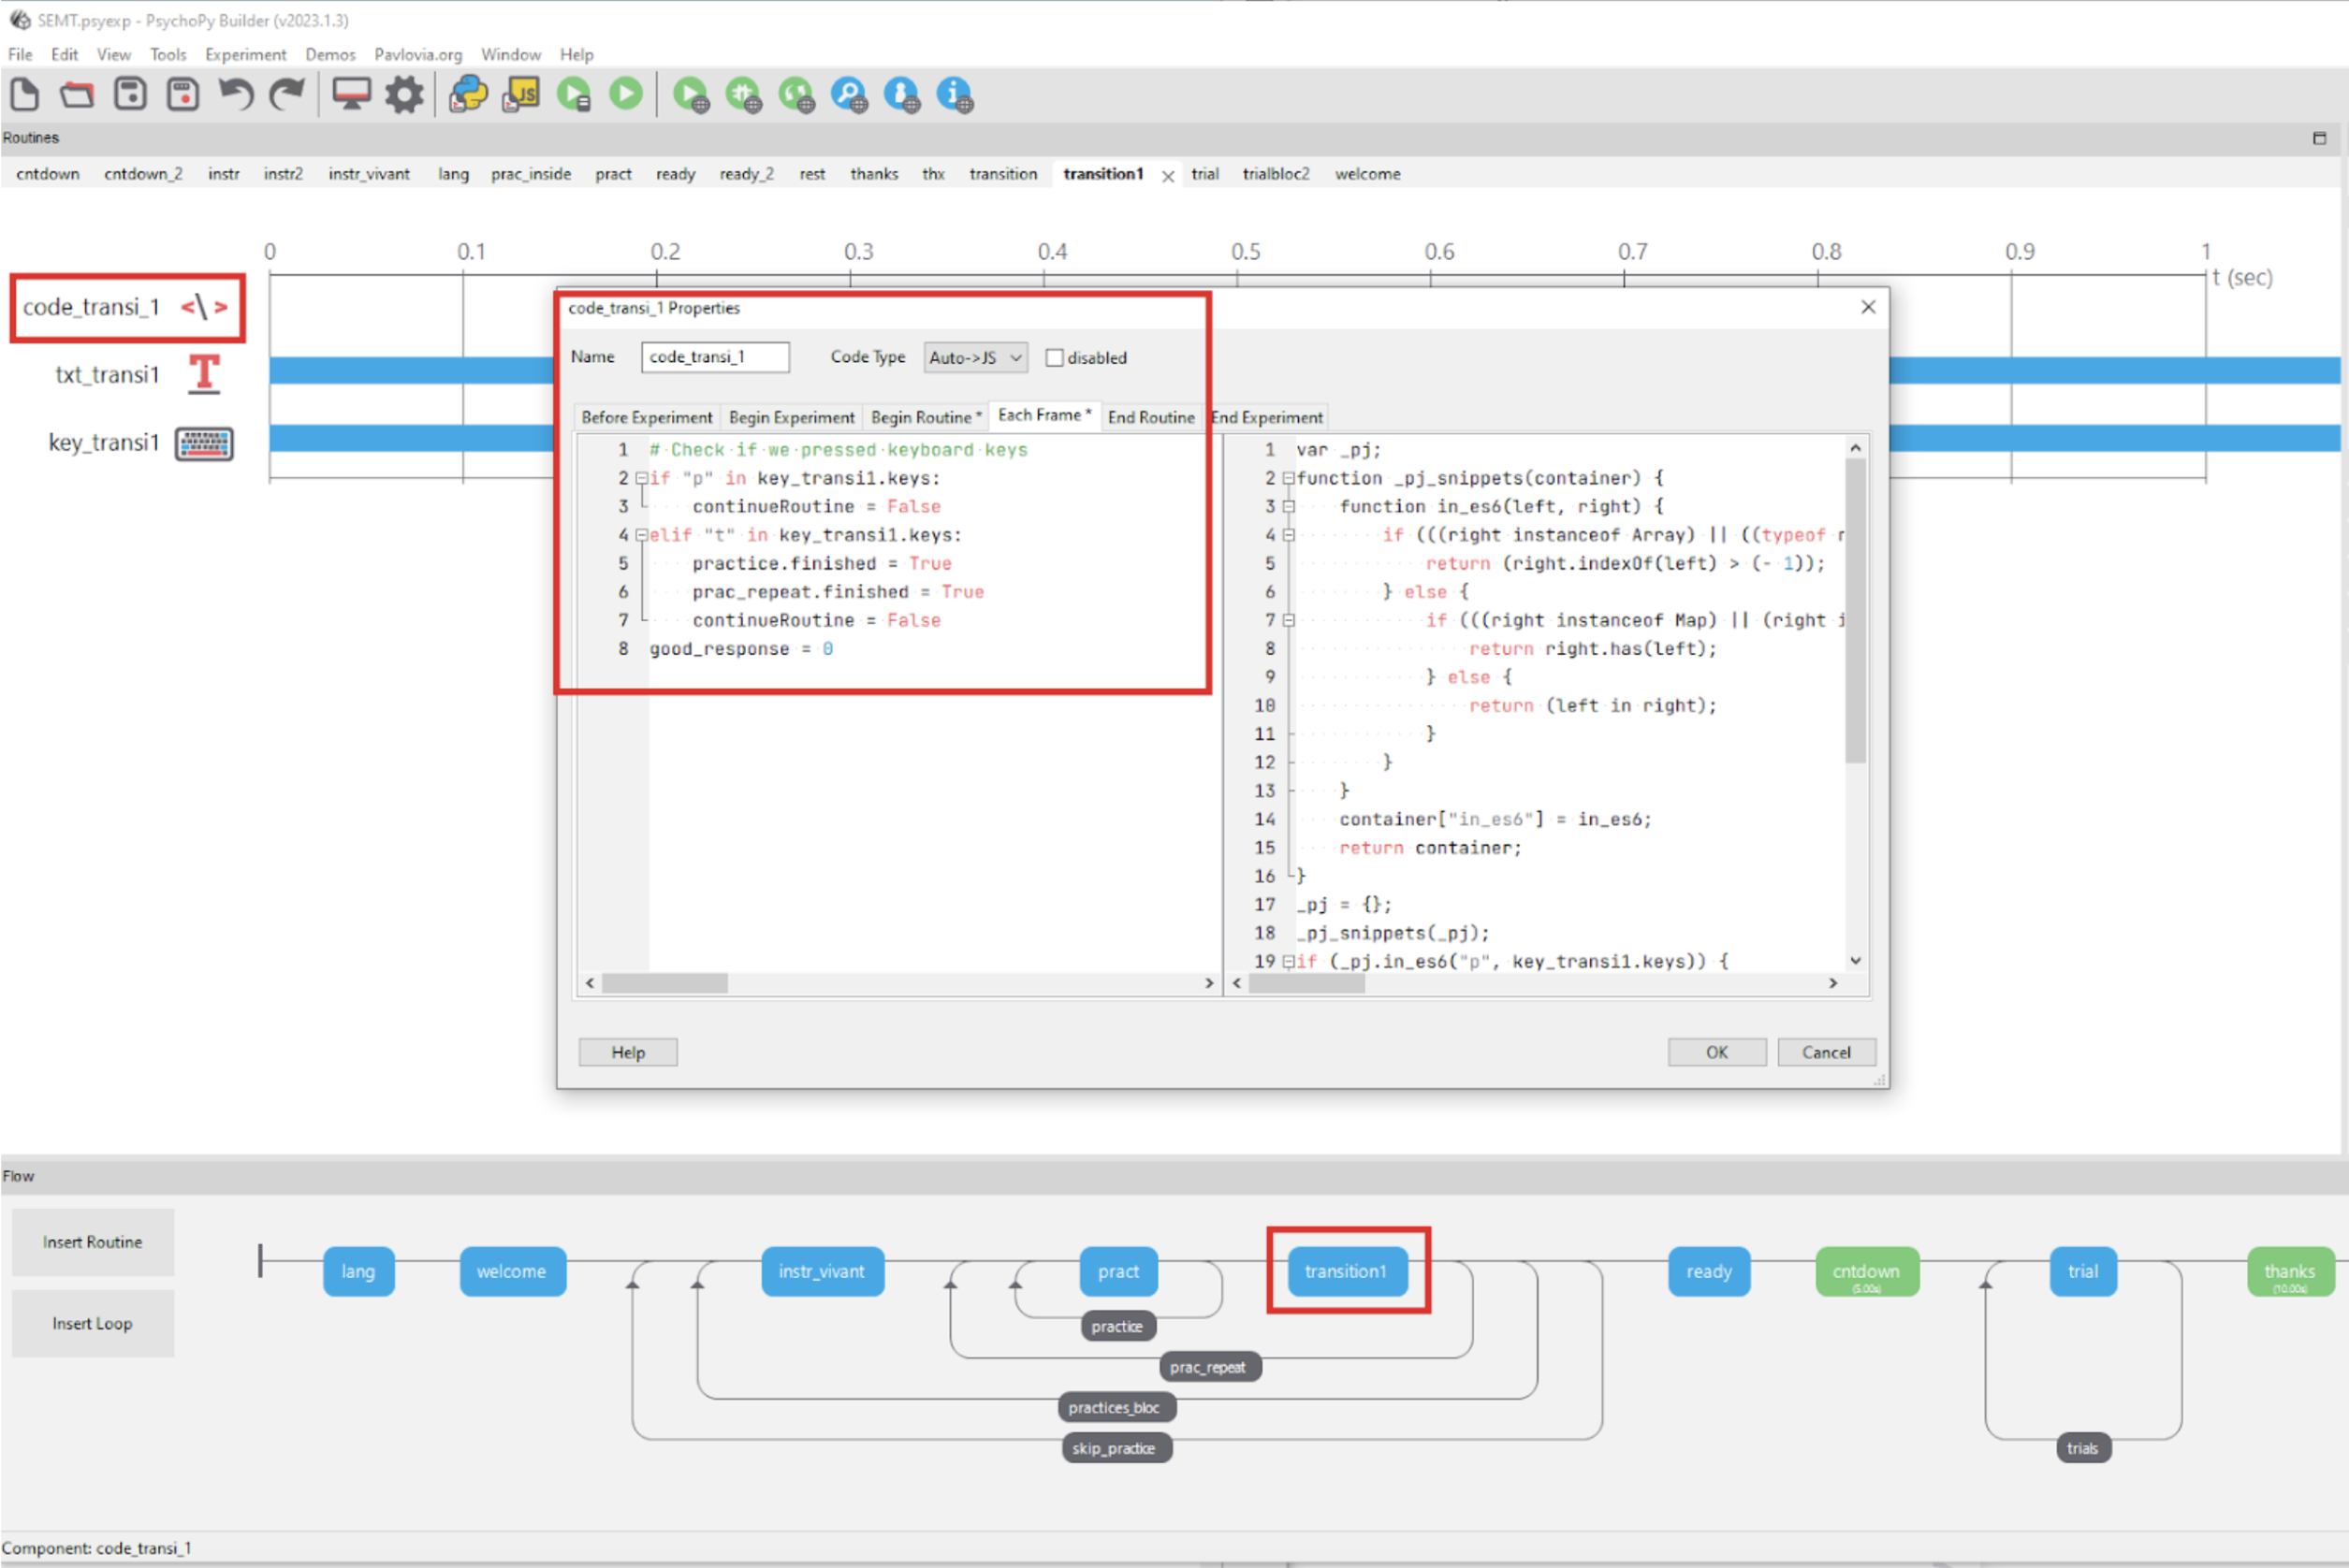 SEMT.psyexp - PsychoPy Builder (v2023.1.3)
File Edit View Tools Experiment Demos Pavlovia.org Window Help
JS
Routines
cntdown cntdown_2 instr instr2 instr_vivant lang prac_inside pract ready ready_2 rest thanks thx transition transition1 trial trialbloc2 welcome
0 0.1 0.2 0.3 0.4 0.5 0.6 0.7 0.8 0.9 1
t (sec)
code_transi_1
txt_transi1
key_transi1
code_transi_1 Properties
Name code_transi_1 Code Type Auto->JS disabled
Before Experiment Begin Experiment Begin Routine * Each Frame * End Routine End Experiment
1 # Check if we pressed keyboard keys
2 if "p" in key_transi1.keys:
3 continueRoutine = False
4 elif "t" in key_transi1.keys:
5 practice.finished = True
6 prac_repeat.finished = True
7 continueRoutine = False
8 good_response = 0
1 var _pj;
2 function _pj_snippets(container) {
3 function in_es6(left, right) {
4 if (((right instanceof Array) || ((typeof r
5 return (right.indexOf(left) > (- 1));
6 } else {
7 if (((right instanceof Map) || (right i
8 return right.has(left);
9 } else {
10 return (left in right);
11 }
12 }
13 }
14 container["in_es6"] = in_es6;
15 return container;
16 }
17 _pj = {};
18 _pj_snippets(_pj);
19 if (_pj.in_es6("p", key_transi1.keys)) {
Help OK Cancel
Flow
Insert Routine
Insert Loop
lang welcome instr_vivant pract transition1 ready cntdown trial thanks
(5.00s) (10.00s)
practice
prac_repeat
practices_bloc
skip_practice
trials
Component: code_transi_1